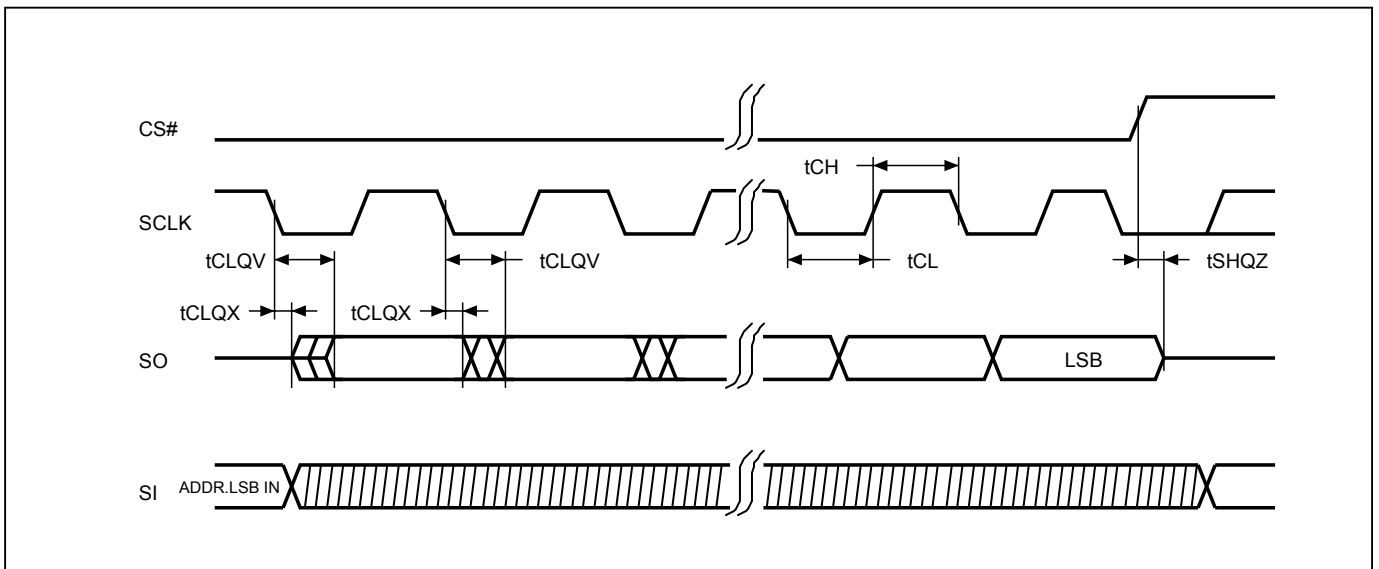 CS#
tCH
SCLK
tCLQV
tCLQV
tCL
tSHQZ
tCLQX
tCLQX
SO
LSB
SI
ADDR.LSB IN